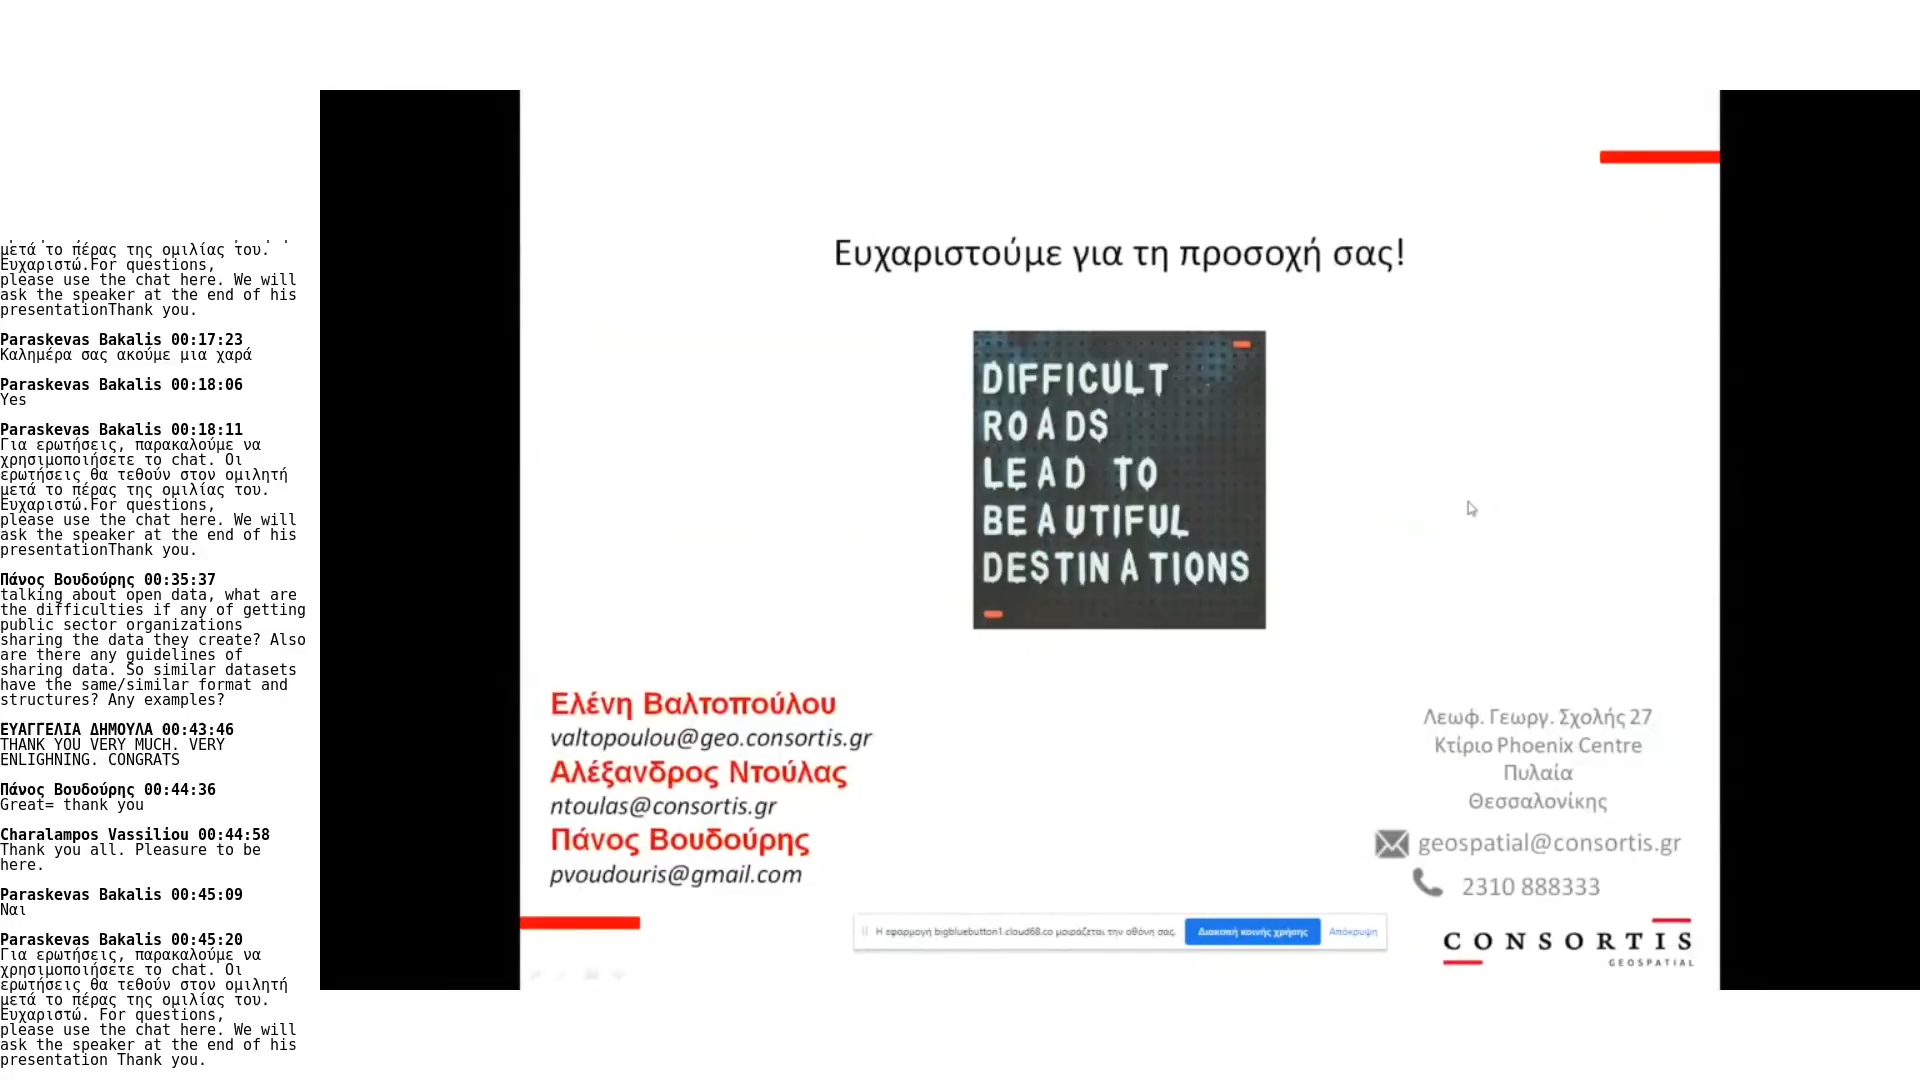 μετά το πέρας της ομιλίας του.
Ευχαριστώ.For questions,
please use the chat here. We will
ask the speaker at the end of his
presentationThank you.
Paraskevas Bakalis 00:17:23
Καλημέρα σας ακούμε μια χαρά
Paraskevas Bakalis 00:18:06
Yes
Paraskevas Bakalis 00:18:11
Για ερωτήσεις, παρακαλούμε να
χρησιμοποιήσετε το chat. Οι
ερωτήσεις θα τεθούν στον ομιλητή
μετά το πέρας της ομιλίας του.
Ευχαριστώ.For questions,
please use the chat here. We will
ask the speaker at the end of his
presentationThank you.
Πάνος Βουδούρης 00:35:37
talking about open data, what are
the difficulties if any of getting
public sector organizations
sharing the data they create? Also
are there any guidelines of
sharing data. So similar datasets
have the same/similar format and
structures? Any examples?
ΕΥΑΓΓΕΛΙΑ ΔΗΜΟΥΛΑ 00:43:46
THANK YOU VERY MUCH. VERY
ENLIGHNING. CONGRATS
Πάνος Βουδούρης 00:44:36
Great= thank you
Charalampos Vassiliou 00:44:58
Thank you all. Pleasure to be
here.
Paraskevas Bakalis 00:45:09
Ναι
Paraskevas Bakalis 00:45:20
Για ερωτήσεις, παρακαλούμε να
χρησιμοποιήσετε το chat. Οι
ερωτήσεις θα τεθούν στον ομιλητή
μετά το πέρας της ομιλίας του.
Ευχαριστώ. For questions,
please use the chat here. We will
ask the speaker at the end of his
presentation Thank you.
Ευχαριστούμε για τη προσοχή σας!
DIFFICULT
ROADS
LEAD TO
BEAUTIFUL
DESTINATIONS
Ελένη Βαλτοπούλου
valtopoulou@geo.consortis.gr
Αλέξανδρος Ντούλας
ntoulas@consortis.gr
Πάνος Βουδούρης
pvoudouris@gmail.com
Λεωφ. Γεωργ. Σχολής 27
Κτίριο Phoenix Centre
Πυλαία
Θεσσαλονίκης
geospatial@consortis.gr
2310 888333
Η εφαρμογή bigbluebutton1.cloud68.co μοιράζεται την οθόνη σας.
Διακοπή κοινής χρήσης
Απόκρυψη
CONSORTIS
GEOSPATIAL